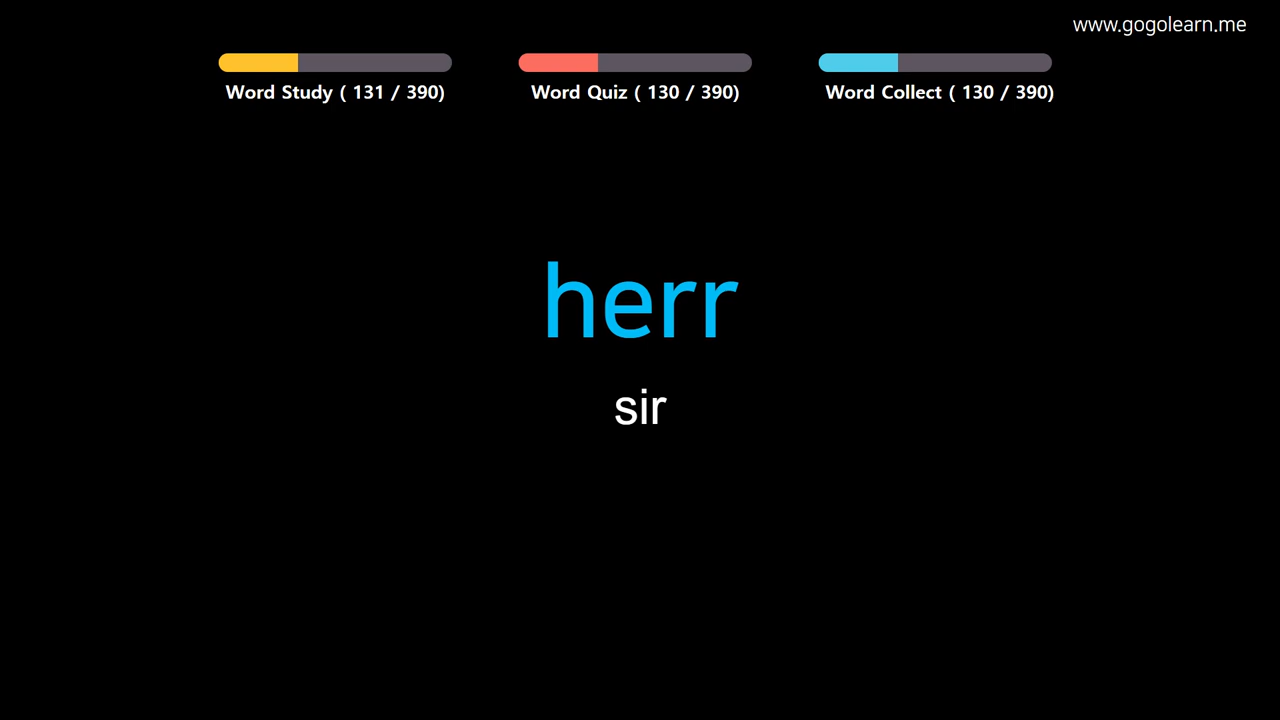 www.gogolearn.me
Word Study ( 131 / 390)
Word Quiz ( 130 / 390)
Word Collect ( 130 / 390)
herr
sir